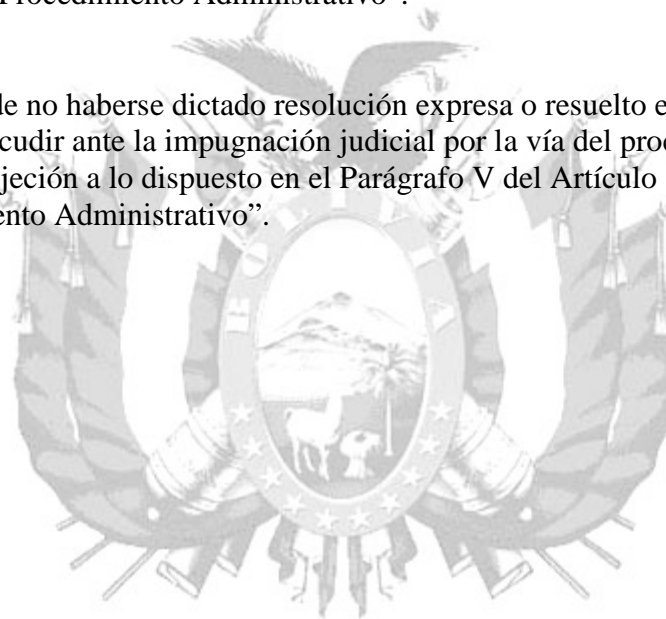 Procedimiento Administrativo”.
de no haberse dictado resolución expresa o resuelto e
cudir ante la impugnación judicial por la vía del proc
jeción a lo dispuesto en el Parágrafo V del Artículo
ento Administrativo”.